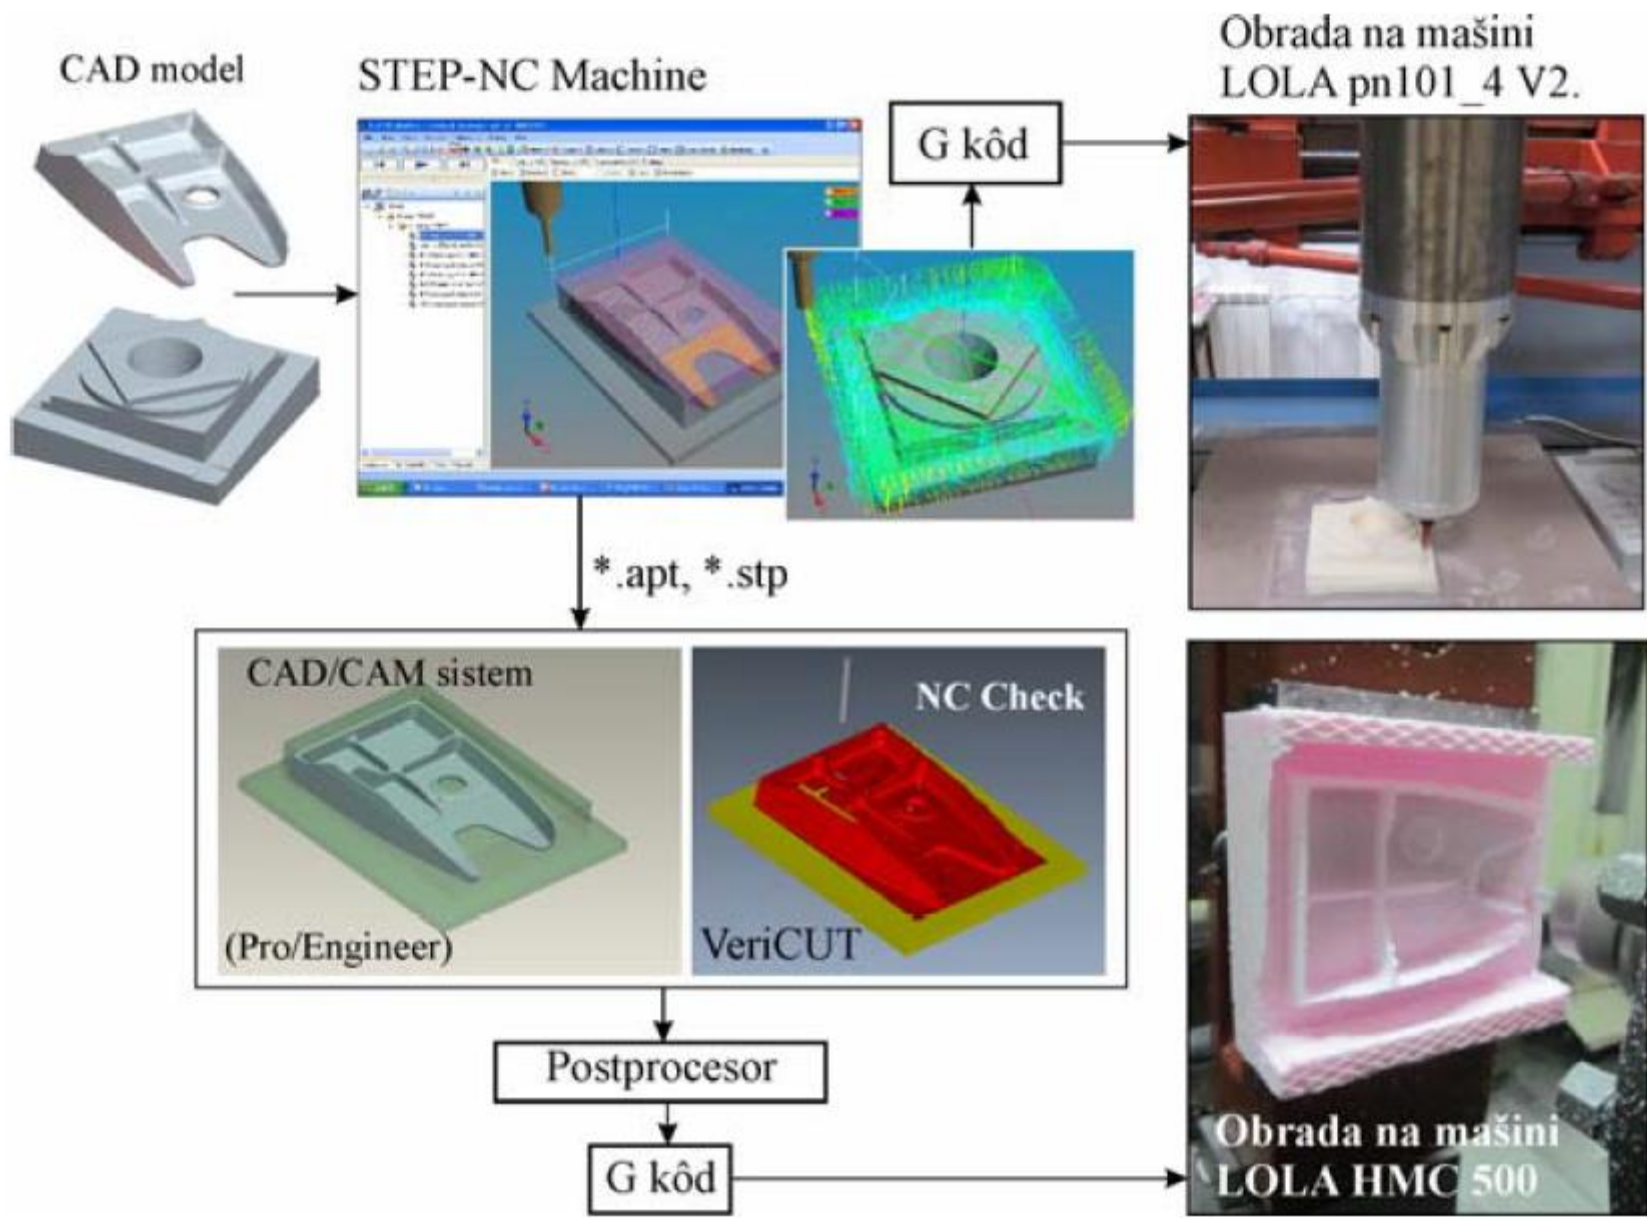 CAD model
STEP-NC Machine
G kôd
Obrada na mašini
LOLA pn101_4 V2.
*.apt, *.stp
CAD/CAM sistem
(Pro/Engineer)
NC Check
VeriCUT
Postprocesor
G kôd
Obrada na mašini
LOLA HMC 500